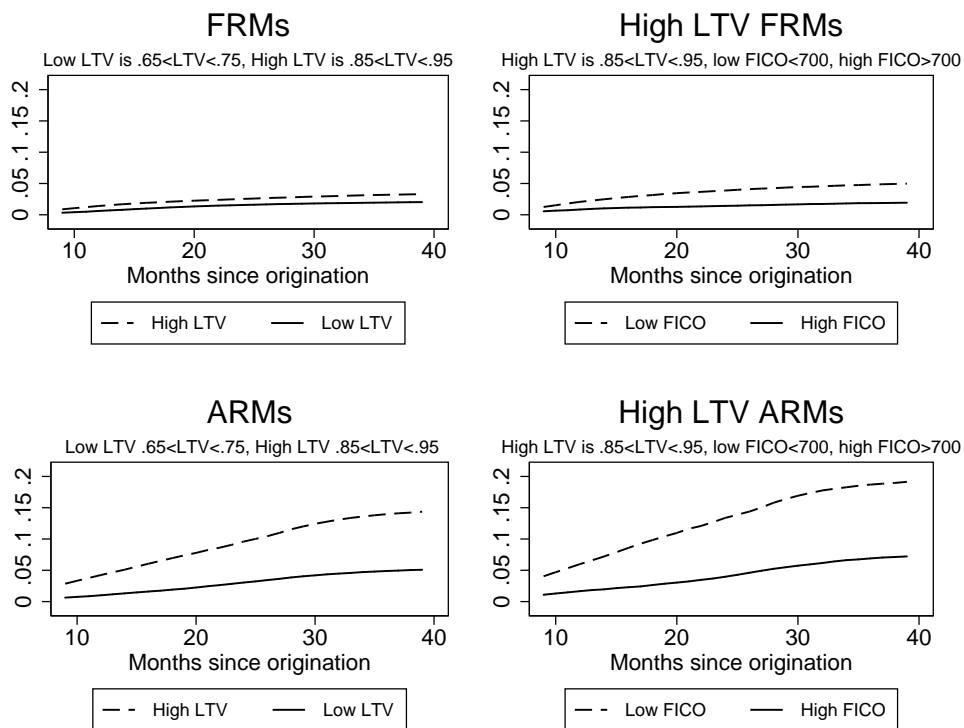 FRMs
Low LTV is .65<LTV<.75, High LTV is .85<LTV<.95
0 .05 .1 .15 .2
10 20 30 40
Months since origination
High LTV Low LTV
High LTV FRMs
High LTV is .85<LTV<.95, low FICO<700, high FICO>700
0 .05 .1 .15 .2
10 20 30 40
Months since origination
Low FICO High FICO
ARMs
Low LTV .65<LTV<.75, High LTV .85<LTV<.95
0 .05 .1 .15 .2
10 20 30 40
Months since origination
High LTV Low LTV
High LTV ARMs
High LTV is .85<LTV<.95, low FICO<700, high FICO>700
0 .05 .1 .15 .2
10 20 30 40
Months since origination
Low FICO High FICO